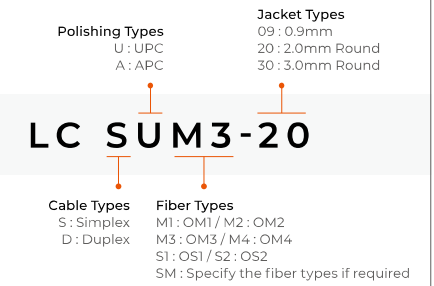 Jacket Types
Polishing Types
09 : 0.9mm
U : UPC
20 : 2.0mm Round
A : APC
30 : 3.0mm Round
LC SUM3-20
Cable Types
S : Simplex
D : Duplex
Fiber Types
M1 : OM1 / M2 : OM2
M3 : OM3 / M4 : OM4
S1 : OS1 / S2 : OS2
SM : Specify the fiber types if required